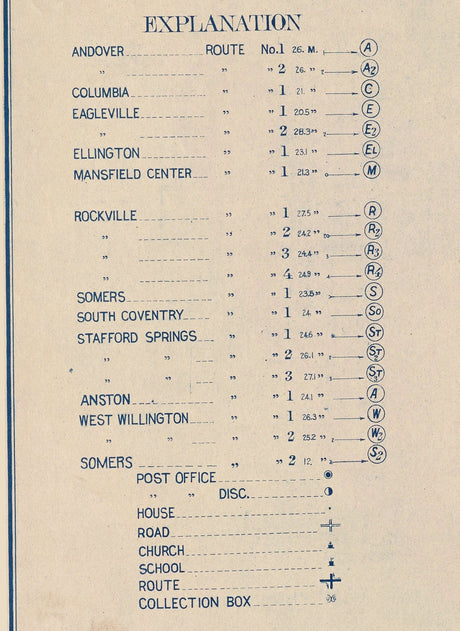 EXPLANATION
ANDOVER ROUTE No. 1 26. M. A
" " " 2 26. " A2
COLUMBIA " " 1 21. " C
EAGLEVILLE " " 1 20.5 " E
" " " 2 28.3 " E2
ELLINGTON " " 1 23.1 " EL
MANSFIELD CENTER " " 1 21.3 " M
ROCKVILLE " " 1 27.5 " R
" " " 2 24.2 " R2
" " " 3 24.4 " R3
" " " 4 24.9 " R4
SOMERS " " 1 23.5 " S
SOUTH COVENTRY " " 1 24. " SO
STAFFORD SPRINGS " " 1 24.6 " ST
" " " " 2 26.1 " ST2
" " " " 3 27.1 " ST3
ANSTON " " 1 24.1 " A
WEST WILLINGTON " " 1 26.3 " W
" " " " 2 25.2 " W2
SOMERS " " 2 12. " S2
POST OFFICE
" " DISC.
HOUSE
ROAD
CHURCH
SCHOOL
ROUTE
COLLECTION BOX